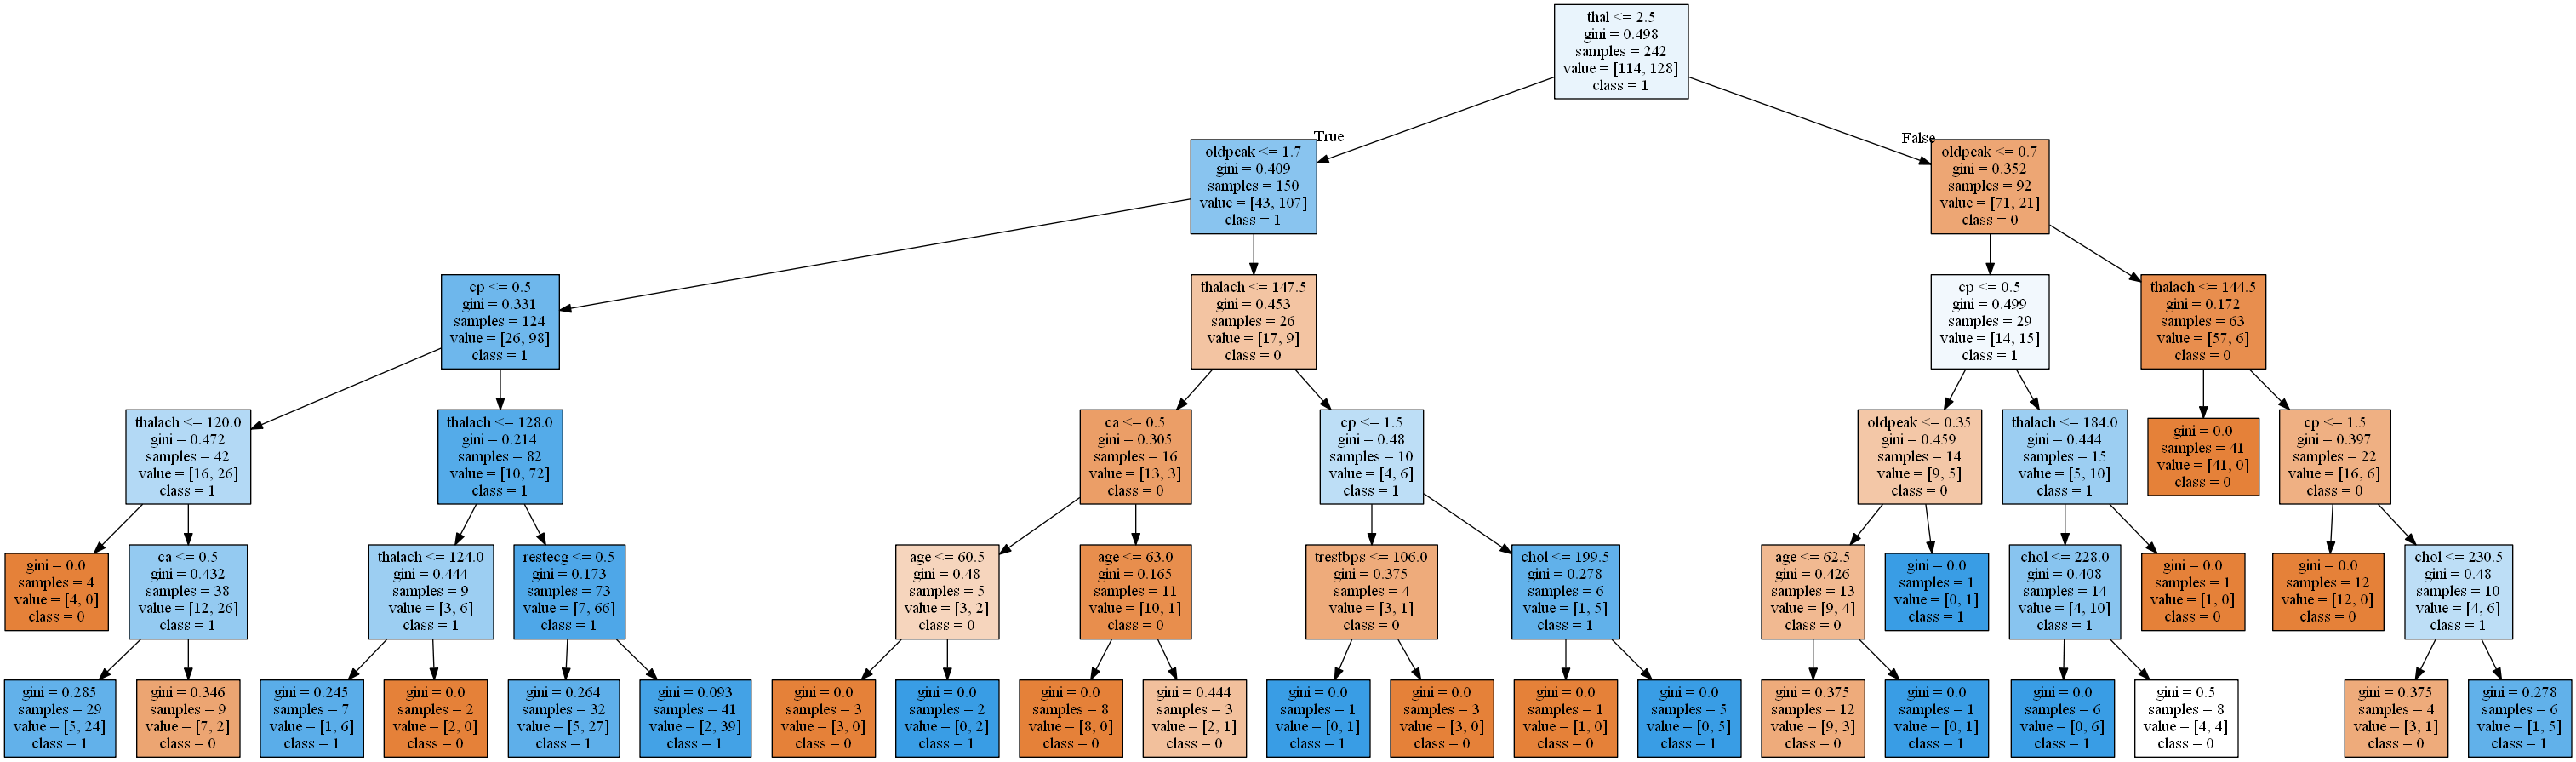 thal <= 2.5
gini = 0.498
samples = 242
value = [114, 128]
class = 1
True
False
oldpeak <= 1.7
gini = 0.409
samples = 150
value = [43, 107]
class = 1
oldpeak <= 0.7
gini = 0.352
samples = 92
value = [71, 21]
class = 0
cp <= 0.5
gini = 0.331
samples = 124
value = [26, 98]
class = 1
thalach <= 147.5
gini = 0.453
samples = 26
value = [17, 9]
class = 0
cp <= 0.5
gini = 0.499
samples = 29
value = [14, 15]
class = 1
thalach <= 144.5
gini = 0.172
samples = 63
value = [57, 6]
class = 0
thalach <= 120.0
gini = 0.472
samples = 42
value = [16, 26]
class = 1
thalach <= 128.0
gini = 0.214
samples = 82
value = [10, 72]
class = 1
ca <= 0.5
gini = 0.305
samples = 16
value = [13, 3]
class = 0
cp <= 1.5
gini = 0.48
samples = 10
value = [4, 6]
class = 1
oldpeak <= 0.35
gini = 0.459
samples = 14
value = [9, 5]
class = 0
thalach <= 184.0
gini = 0.444
samples = 15
value = [5, 10]
class = 1
gini = 0.0
samples = 41
value = [41, 0]
class = 0
cp <= 1.5
gini = 0.397
samples = 22
value = [16, 6]
class = 0
gini = 0.0
samples = 4
value = [4, 0]
class = 0
ca <= 0.5
gini = 0.432
samples = 38
value = [12, 26]
class = 1
thalach <= 124.0
gini = 0.444
samples = 9
value = [3, 6]
class = 1
restecg <= 0.5
gini = 0.173
samples = 73
value = [7, 66]
class = 1
age <= 60.5
gini = 0.48
samples = 5
value = [3, 2]
class = 0
age <= 63.0
gini = 0.165
samples = 11
value = [10, 1]
class = 0
trestbps <= 106.0
gini = 0.375
samples = 4
value = [3, 1]
class = 0
chol <= 199.5
gini = 0.278
samples = 6
value = [1, 5]
class = 1
age <= 62.5
gini = 0.426
samples = 13
value = [9, 4]
class = 0
gini = 0.0
samples = 1
value = [0, 1]
class = 1
chol <= 228.0
gini = 0.408
samples = 14
value = [4, 10]
class = 1
gini = 0.0
samples = 1
value = [1, 0]
class = 0
gini = 0.0
samples = 12
value = [12, 0]
class = 0
chol <= 230.5
gini = 0.48
samples = 10
value = [4, 6]
class = 1
gini = 0.285
samples = 29
value = [5, 24]
class = 1
gini = 0.346
samples = 9
value = [7, 2]
class = 0
gini = 0.245
samples = 7
value = [1, 6]
class = 1
gini = 0.0
samples = 2
value = [2, 0]
class = 0
gini = 0.264
samples = 32
value = [5, 27]
class = 1
gini = 0.093
samples = 41
value = [2, 39]
class = 1
gini = 0.0
samples = 3
value = [3, 0]
class = 0
gini = 0.0
samples = 2
value = [0, 2]
class = 1
gini = 0.0
samples = 8
value = [8, 0]
class = 0
gini = 0.444
samples = 3
value = [2, 1]
class = 0
gini = 0.0
samples = 1
value = [0, 1]
class = 1
gini = 0.0
samples = 3
value = [3, 0]
class = 0
gini = 0.0
samples = 1
value = [1, 0]
class = 0
gini = 0.0
samples = 5
value = [0, 5]
class = 1
gini = 0.375
samples = 12
value = [9, 3]
class = 0
gini = 0.0
samples = 1
value = [0, 1]
class = 1
gini = 0.0
samples = 6
value = [0, 6]
class = 1
gini = 0.5
samples = 8
value = [4, 4]
class = 0
gini = 0.375
samples = 4
value = [3, 1]
class = 0
gini = 0.278
samples = 6
value = [1, 5]
class = 1